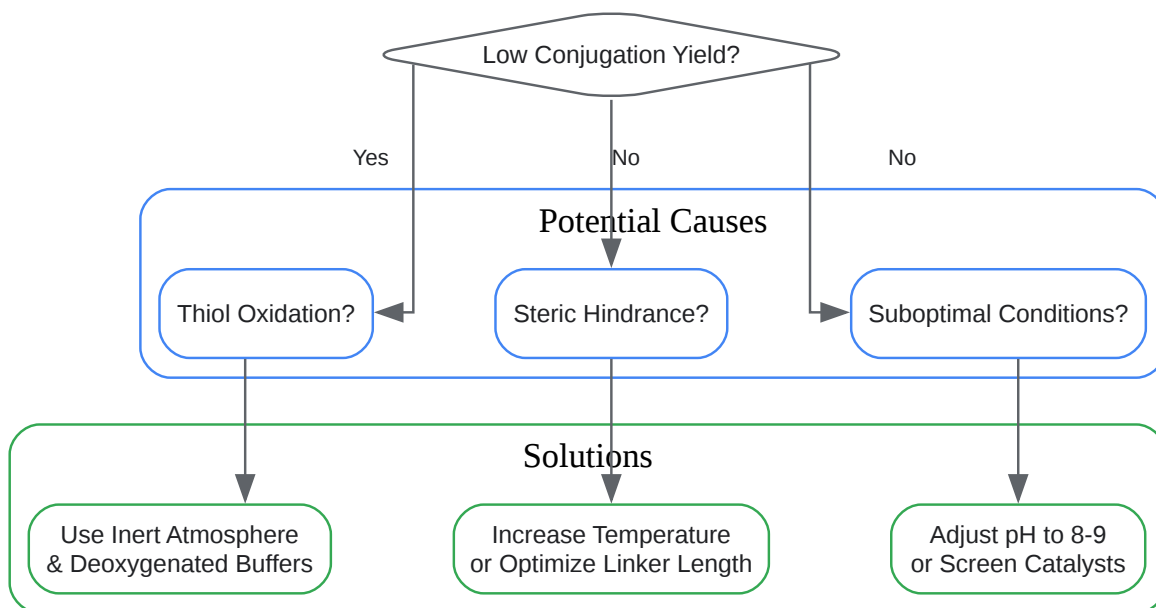 Low Conjugation Yield?
Yes
No
No
Potential Causes
Thiol Oxidation?
Steric Hindrance?
Suboptimal Conditions?
Solutions
Use Inert Atmosphere
& Deoxygenated Buffers
Increase Temperature
or Optimize Linker Length
Adjust pH to 8-9
or Screen Catalysts